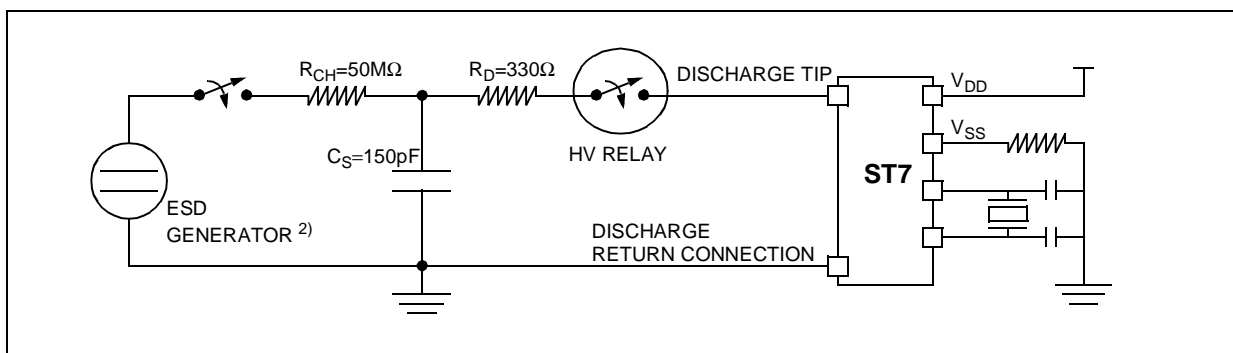 R_CH=50MΩ
R_D=330Ω
DISCHARGE TIP
V_DD
V_SS
C_S=150pF
HV RELAY
ST7
ESD
GENERATOR 2)
DISCHARGE
RETURN CONNECTION